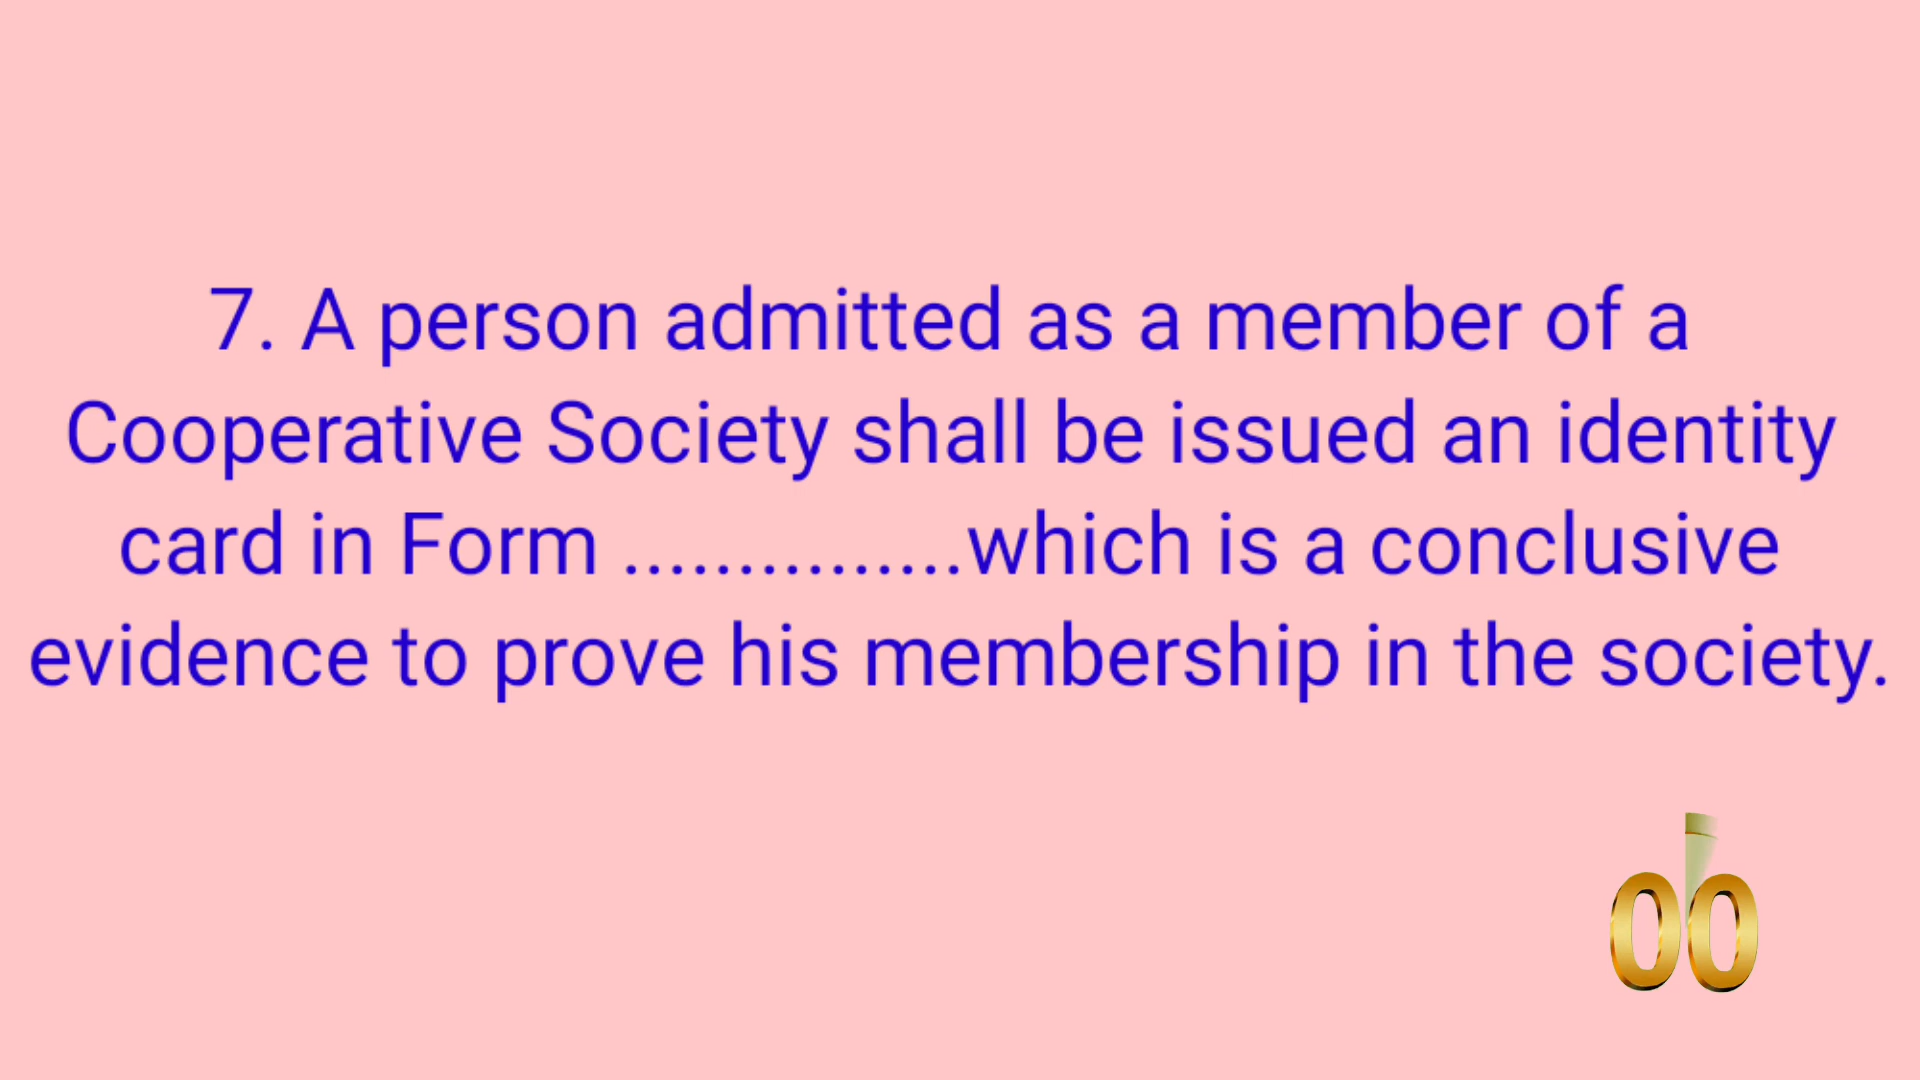 7. A person admitted as a member of a
Cooperative Society shall be issued an identity
card in Form ...............which is a conclusive
evidence to prove his membership in the society.
00